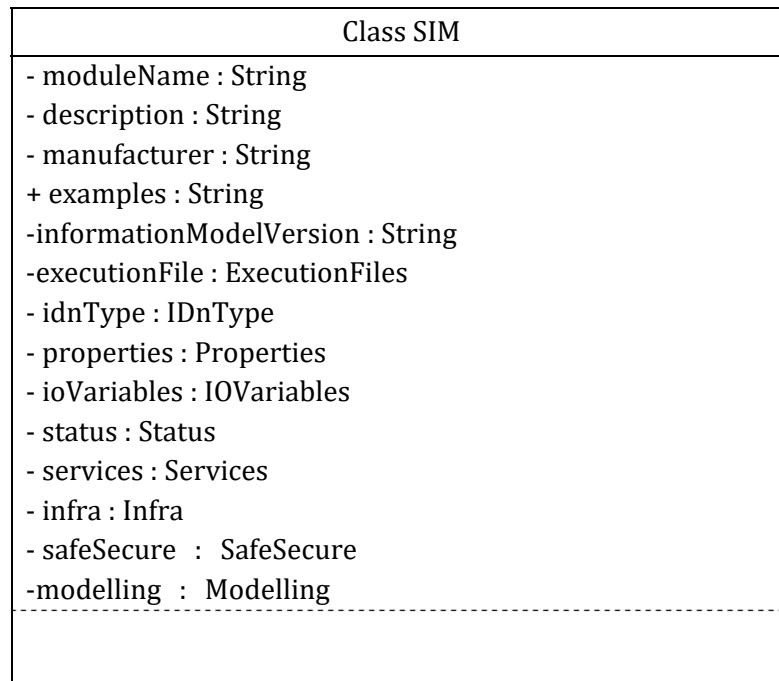 Class SIM
- moduleName : String
- description : String
- manufacturer : String
+ examples : String
-informationModelVersion : String
-executionFile : ExecutionFiles
- idnType : IDnType
- properties : Properties
- ioVariables : IOVariables
- status : Status
- services : Services
- infra : Infra
- safeSecure : SafeSecure
-modelling : Modelling